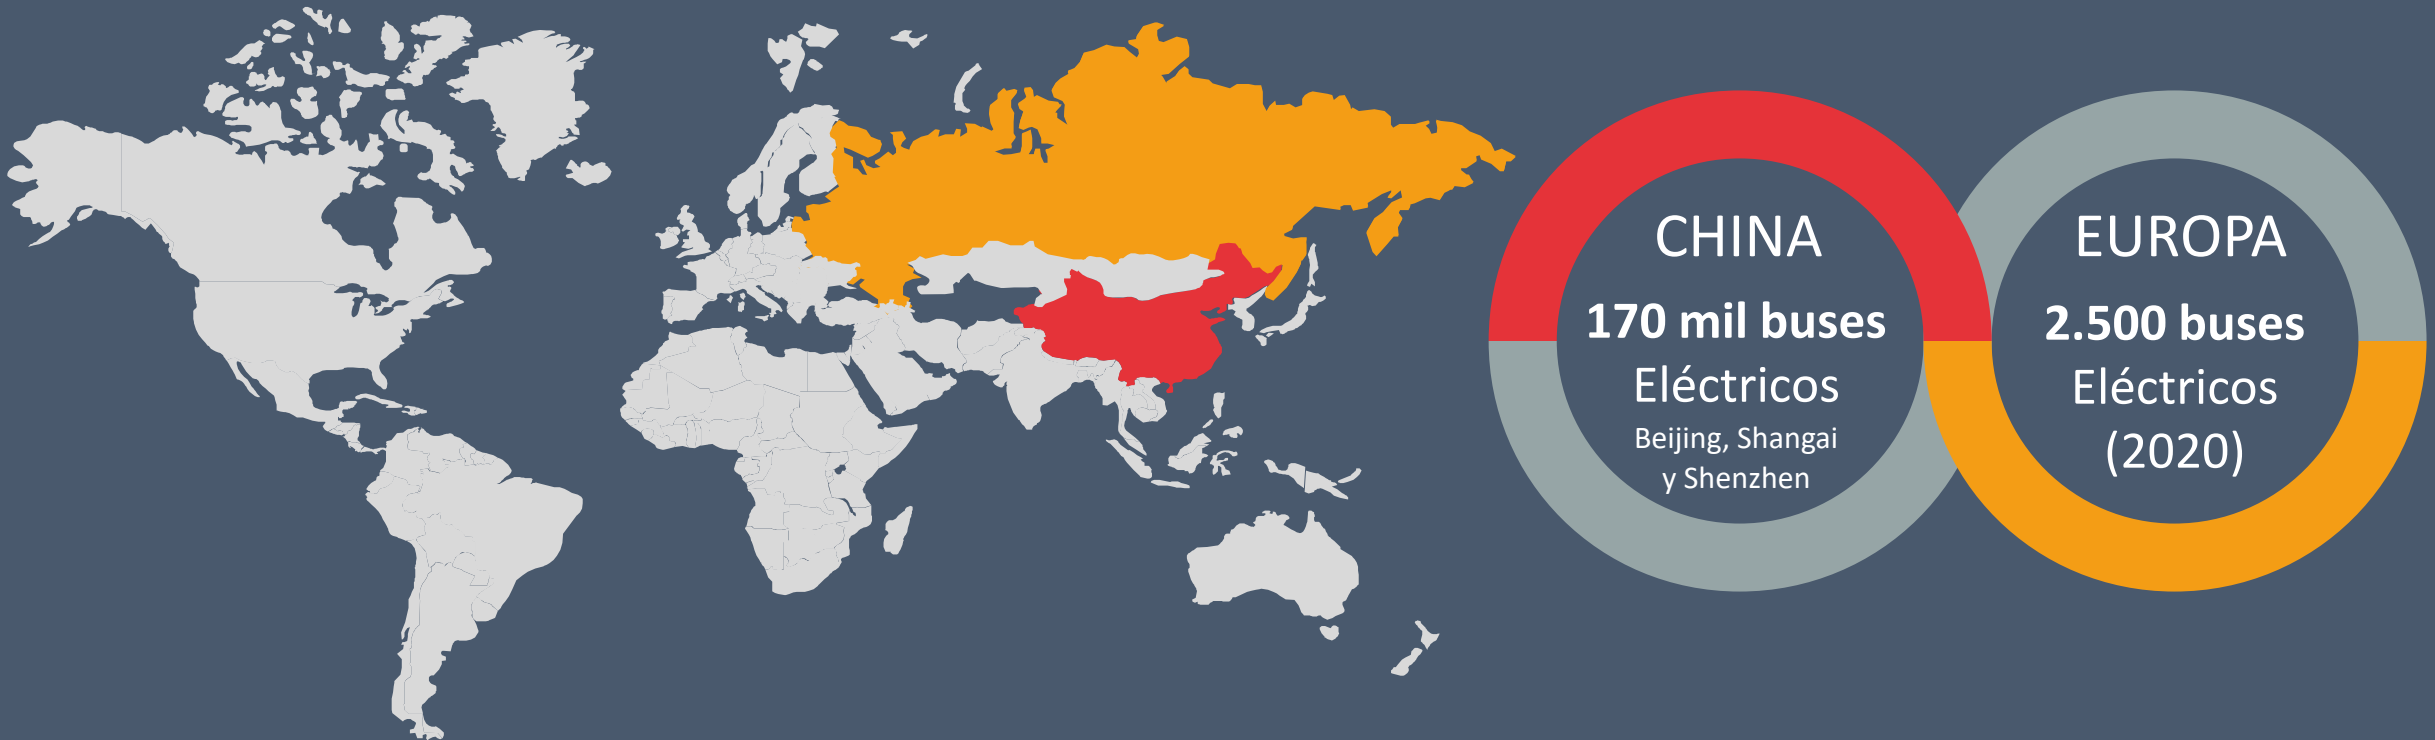 CHINA
170 mil buses
Eléctricos
Beijing, Shangai
y Shenzhen
EUROPA
2.500 buses
Eléctricos
(2020)